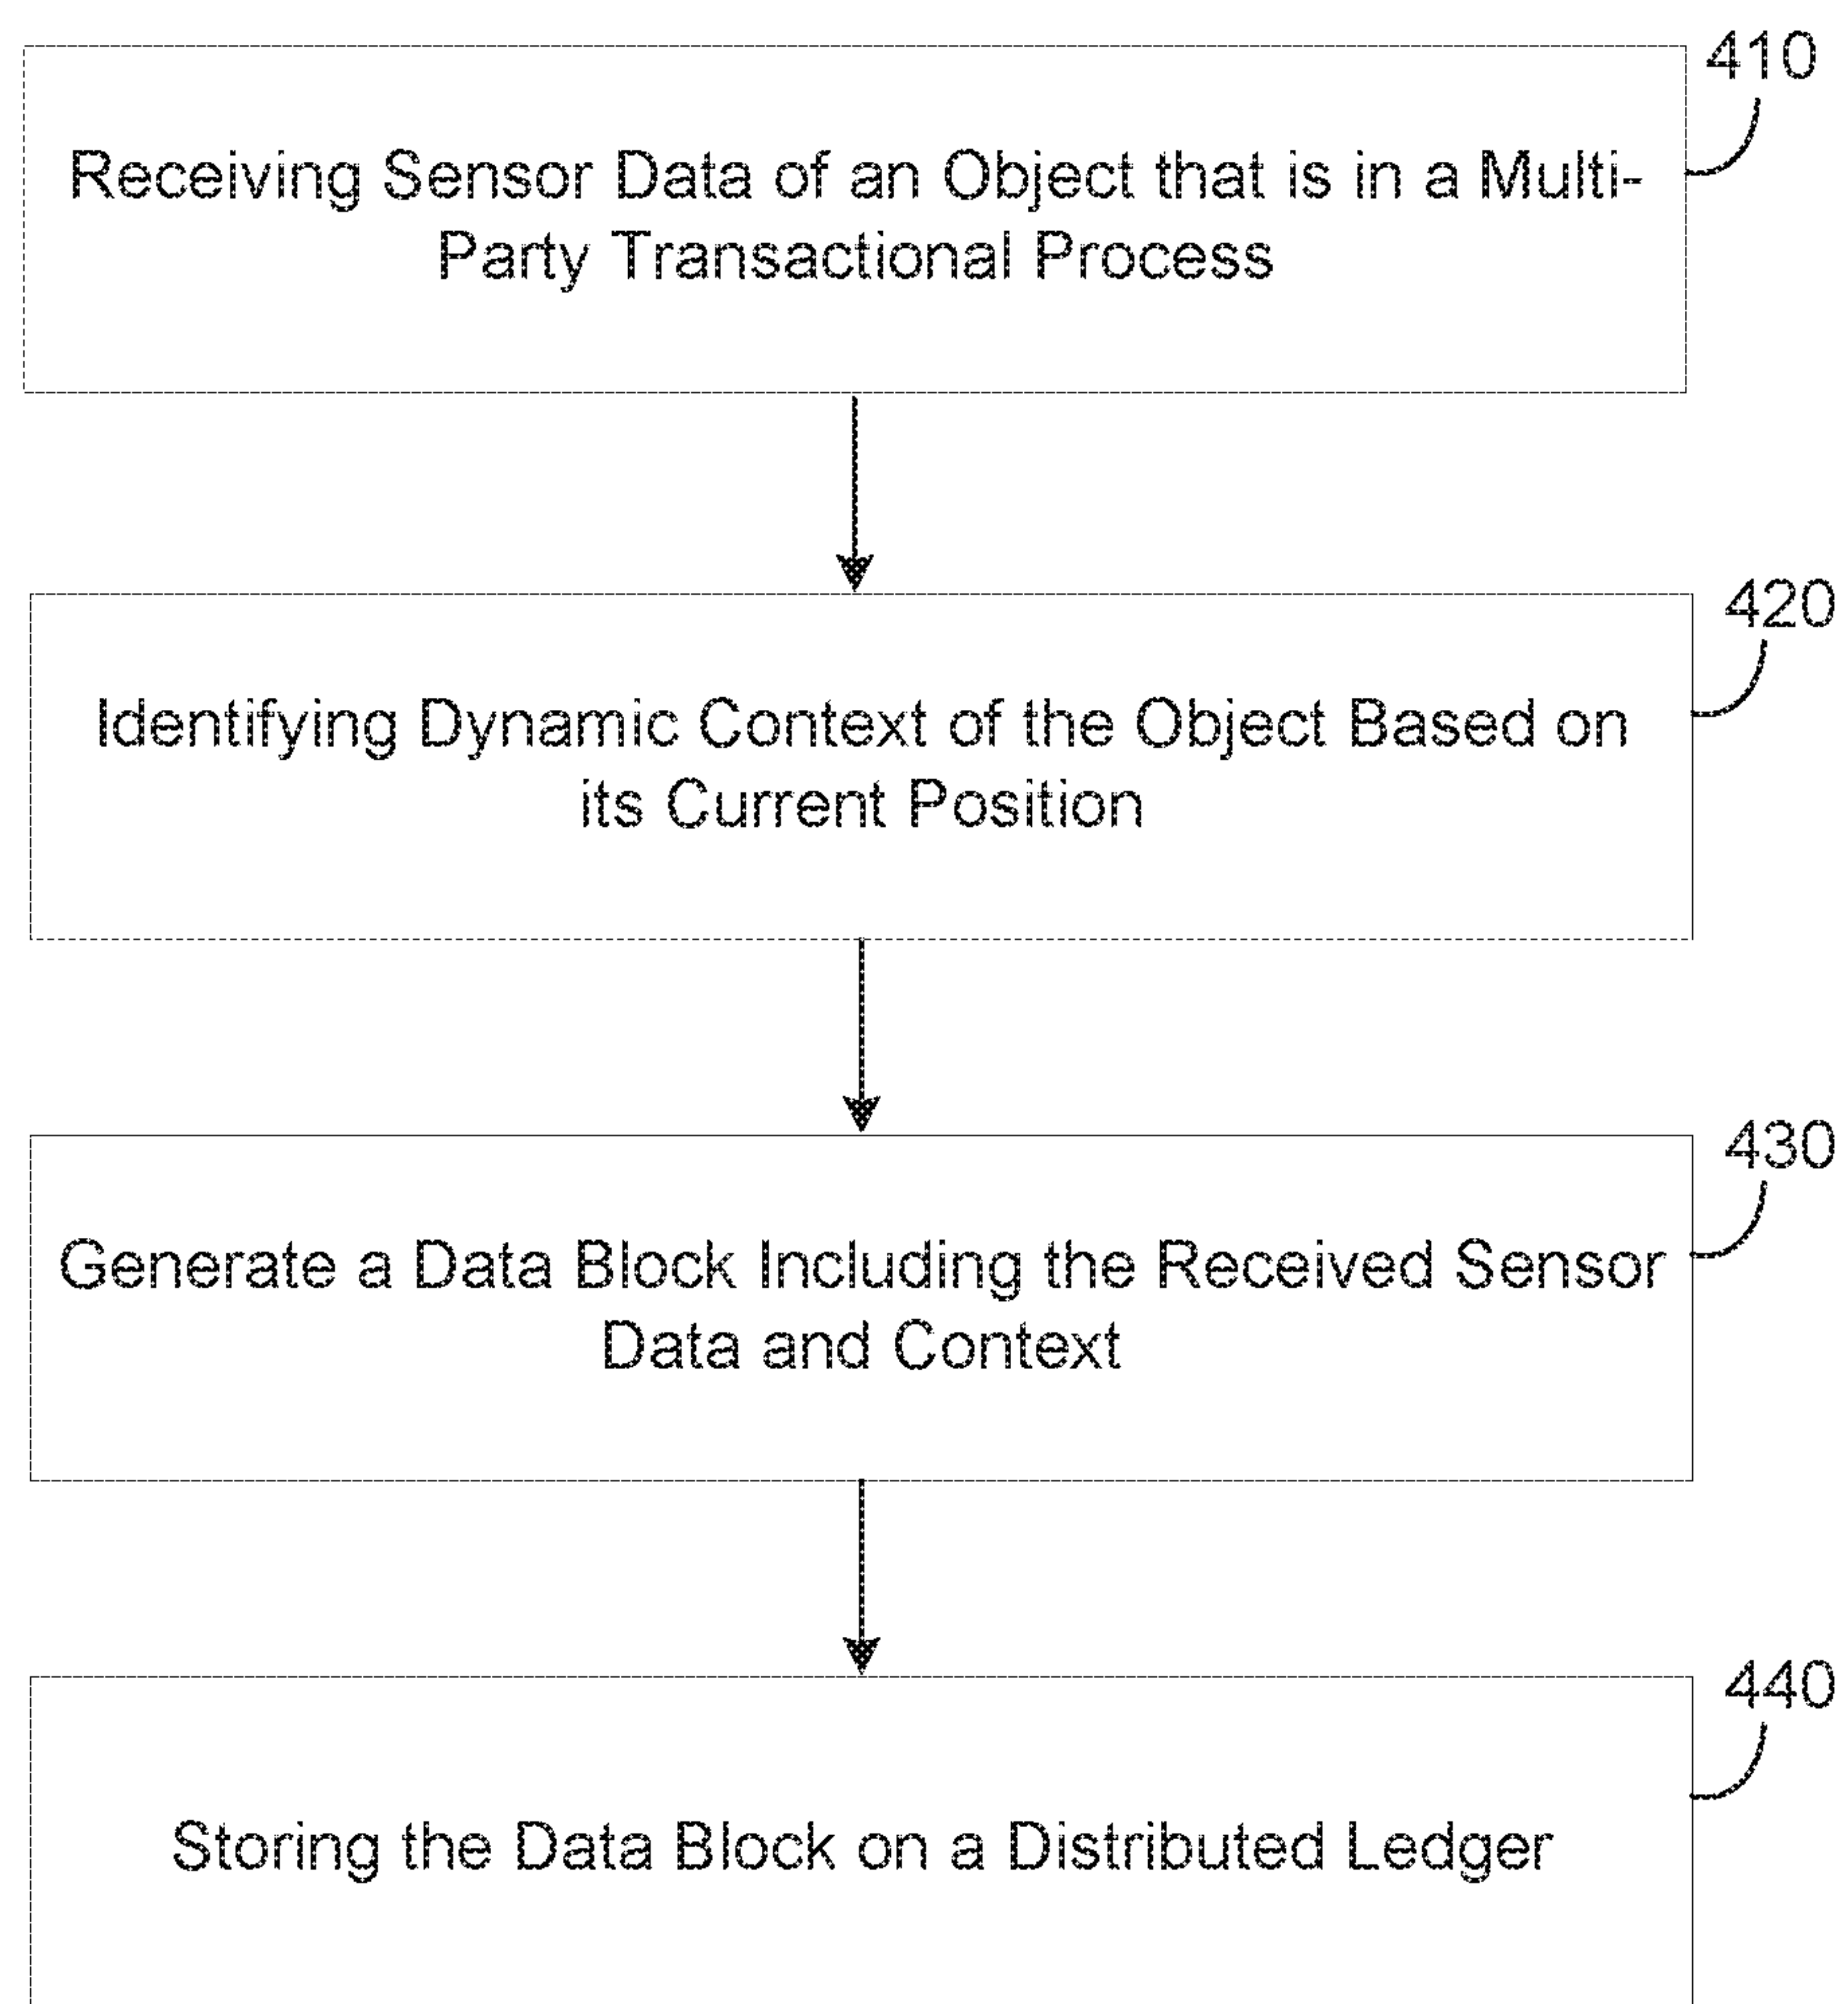 410
Receiving Sensor Data of an Object that is in a Multi-
Party Transactional Process
420
Identifying Dynamic Context of the Object Based on
its Current Position
430
Generate a Data Block Including the Received Sensor
Data and Context
440
Storing the Data Block on a Distributed Ledger